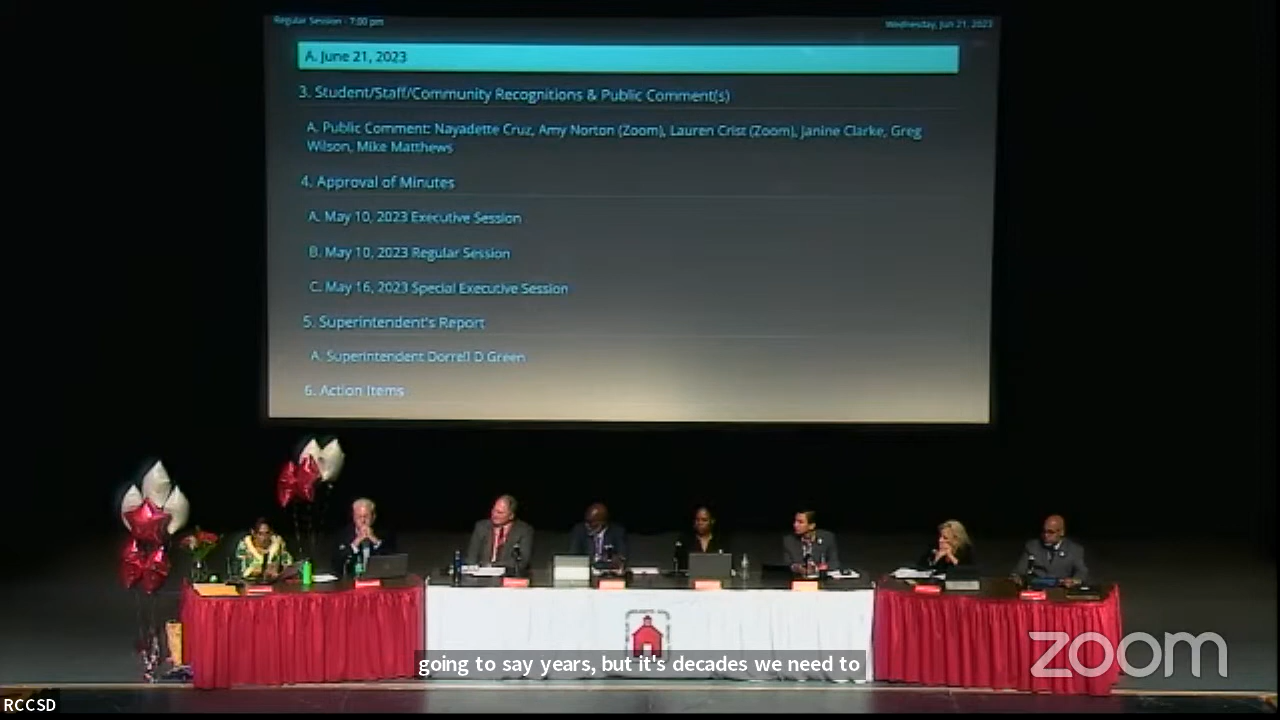 Regular Session - 7:00 pm
Wednesday, Jun 21, 2023
A. June 21, 2023
3. Student/Staff/Community Recognitions & Public Comment(s)
A. Public Comment: Nayadette Cruz, Amy Norton (Zoom), Lauren Crist (Zoom), Janine Clarke, Greg
Wilson, Mike Matthews
4. Approval of Minutes
A. May 10, 2023 Executive Session
B. May 10, 2023 Regular Session
C. May 16, 2023 Special Executive Session
5. Superintendent's Report
A. Superintendent Dorrell D Green
6. Action Items
going to say years, but it's decades we need to
zoom
RCCSD